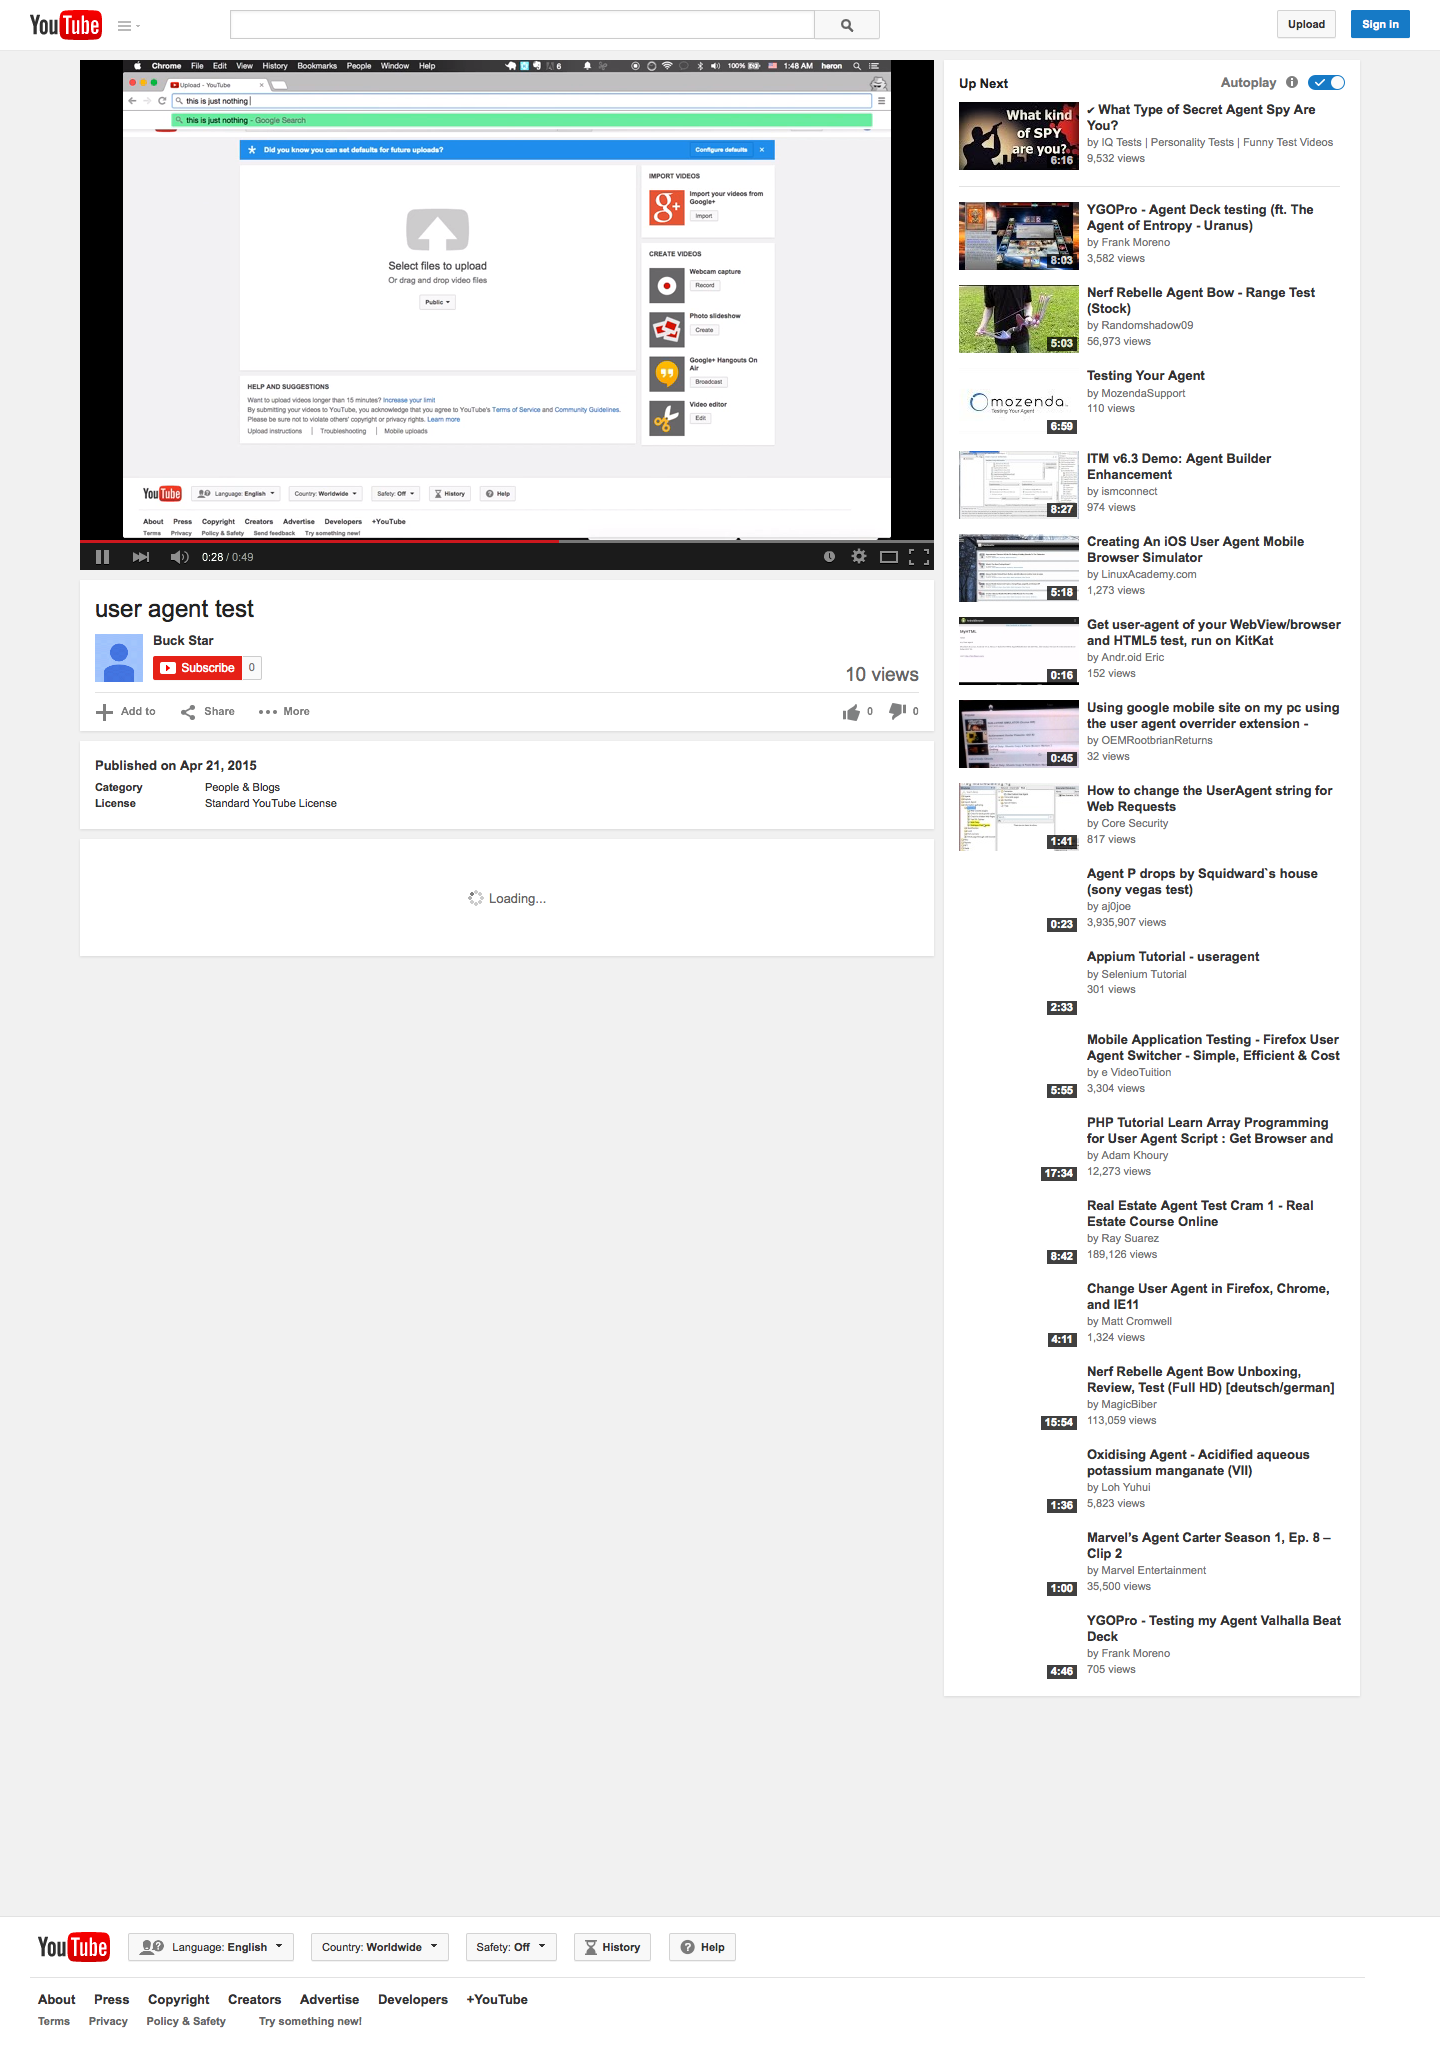 YouTube
Upload
Sign in
Chrome File Edit View History Bookmarks People Window Help
6
100%
1:48 AM heron
Upload - YouTube
this is just nothing
this is just nothing - Google Search
Did you know you can set defaults for future uploads?
Configure defaults
Select files to upload
Or drag and drop video files
Public
IMPORT VIDEOS
Import your videos from
Google+
Import
CREATE VIDEOS
Webcam capture
Record
Photo slideshow
Create
Google+ Hangouts On
Air
Broadcast
Video editor
Edit
HELP AND SUGGESTIONS
Want to upload videos longer than 15 minutes? Increase your limit
By submitting your videos to YouTube, you acknowledge that you agree to YouTube's Terms of Service and Community Guidelines.
Please be sure not to violate others' copyright or privacy rights. Learn more
Upload instructions | Troubleshooting | Mobile uploads
YouTube
Language: English
Country: Worldwide
Safety: Off
History
Help
About Press Copyright Creators Advertise Developers +YouTube
Terms Privacy Policy & Safety Send feedback Try something new!
0:28 / 0:49
user agent test
Buck Star
Subscribe 0
10 views
Add to
Share
More
0
0
Published on Apr 21, 2015
Category People & Blogs
License Standard YouTube License
Loading...
Up Next
Autoplay
What kind
of SPY
are you?
6:16
✔ What Type of Secret Agent Spy Are
You?
by IQ Tests | Personality Tests | Funny Test Videos
9,532 views
8:03
YGOPro - Agent Deck testing (ft. The
Agent of Entropy - Uranus)
by Frank Moreno
3,582 views
5:03
Nerf Rebelle Agent Bow - Range Test
(Stock)
by Randomshadow09
56,973 views
mozenda
Testing Your Agent
6:59
Testing Your Agent
by MozendaSupport
110 views
8:27
ITM v6.3 Demo: Agent Builder
Enhancement
by ismconnect
974 views
5:18
Creating An iOS User Agent Mobile
Browser Simulator
by LinuxAcademy.com
1,273 views
0:16
Get user-agent of your WebView/browser
and HTML5 test, run on KitKat
by Andr.oid Eric
152 views
0:45
Using google mobile site on my pc using
the user agent overrider extension -
by OEMRootbrianReturns
32 views
1:41
How to change the UserAgent string for
Web Requests
by Core Security
817 views
0:23
Agent P drops by Squidward`s house
(sony vegas test)
by aj0joe
3,935,907 views
2:33
Appium Tutorial - useragent
by Selenium Tutorial
301 views
5:55
Mobile Application Testing - Firefox User
Agent Switcher - Simple, Efficient & Cost
by e VideoTuition
3,304 views
17:34
PHP Tutorial Learn Array Programming
for User Agent Script : Get Browser and
by Adam Khoury
12,273 views
8:42
Real Estate Agent Test Cram 1 - Real
Estate Course Online
by Ray Suarez
189,126 views
4:11
Change User Agent in Firefox, Chrome,
and IE11
by Matt Cromwell
1,324 views
15:54
Nerf Rebelle Agent Bow Unboxing,
Review, Test (Full HD) [deutsch/german]
by MagicBiber
113,059 views
1:36
Oxidising Agent - Acidified aqueous
potassium manganate (VII)
by Loh Yuhui
5,823 views
1:00
Marvel's Agent Carter Season 1, Ep. 8 –
Clip 2
by Marvel Entertainment
35,500 views
4:46
YGOPro - Testing my Agent Valhalla Beat
Deck
by Frank Moreno
705 views
YouTube
Language: English
Country: Worldwide
Safety: Off
History
Help
About Press Copyright Creators Advertise Developers +YouTube
Terms Privacy Policy & Safety Try something new!